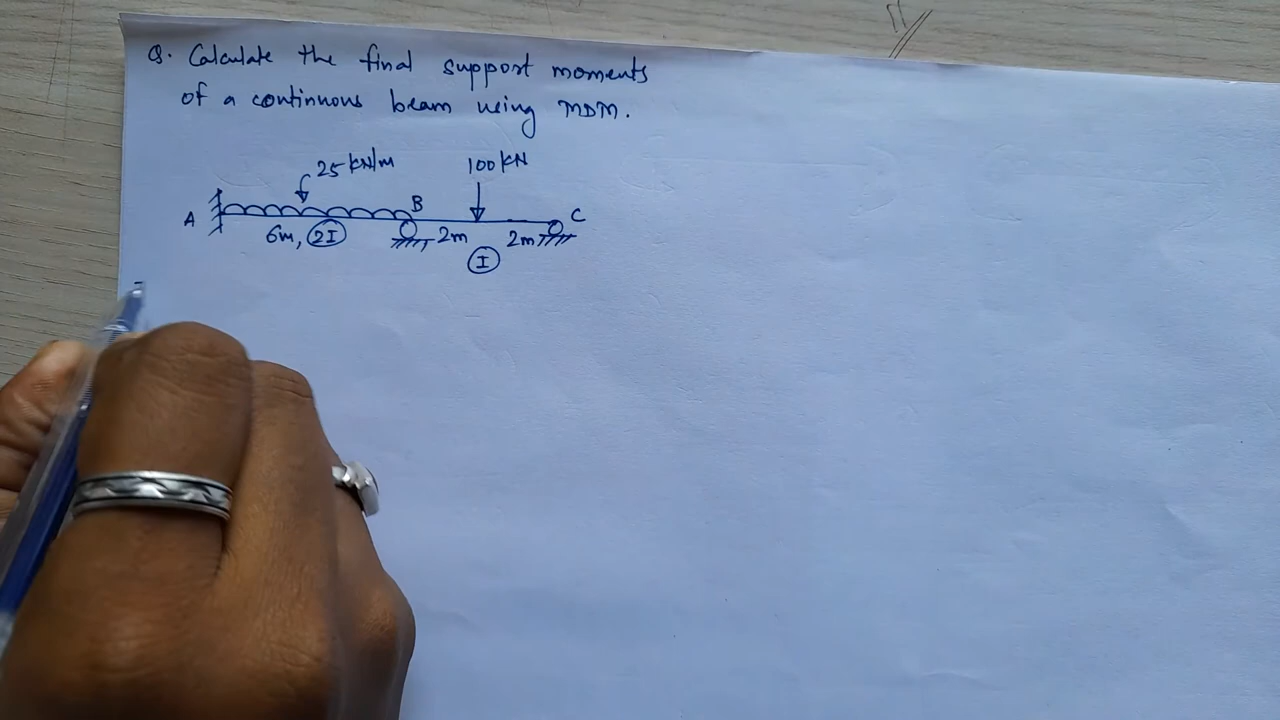 Q. Calculate the final support moments
of a continuous beam using MDM.
25 kN/m 100 KN
A B C
6m, 2I 2m 2m
I